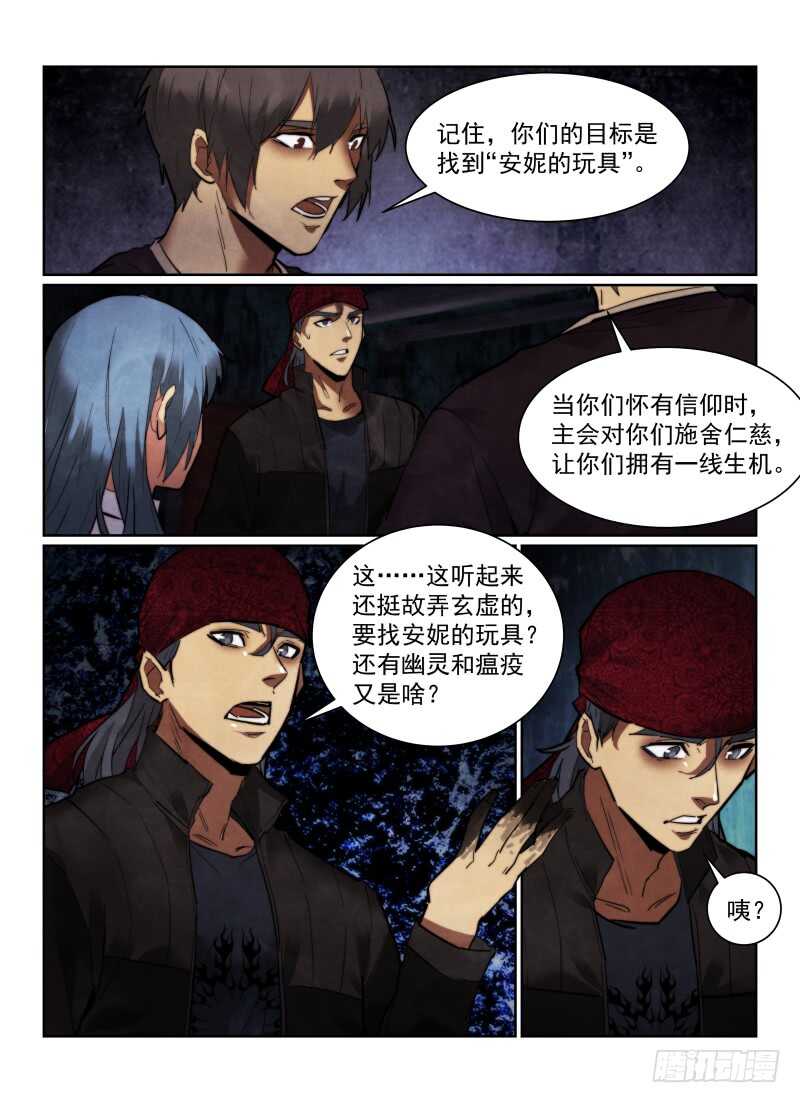 记住，你们的目标是
找到“安妮的玩具”。
当你们怀有信仰时，
主会对你们施舍仁慈，
让你们拥有一线生机。
这……这听起来
还挺故弄玄虚的，
要找安妮的玩具？
还有幽灵和瘟疫
又是啥？
咦？
腾讯动漫